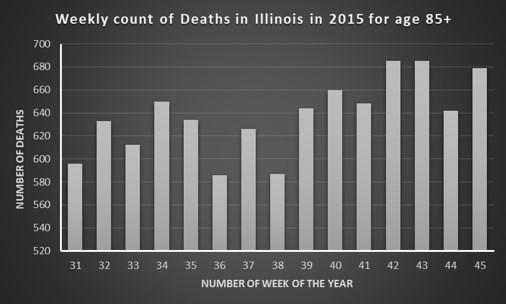 Weekly count of Deaths in Illinois in 2015 for age 85+
NUMBER OF DEATHS
700
680
660
640
620
600
580
560
540
520
31 32 33 34 35 36 37 38 39 40 41 42 43 44 45
NUMBER OF WEEK OF THE YEAR